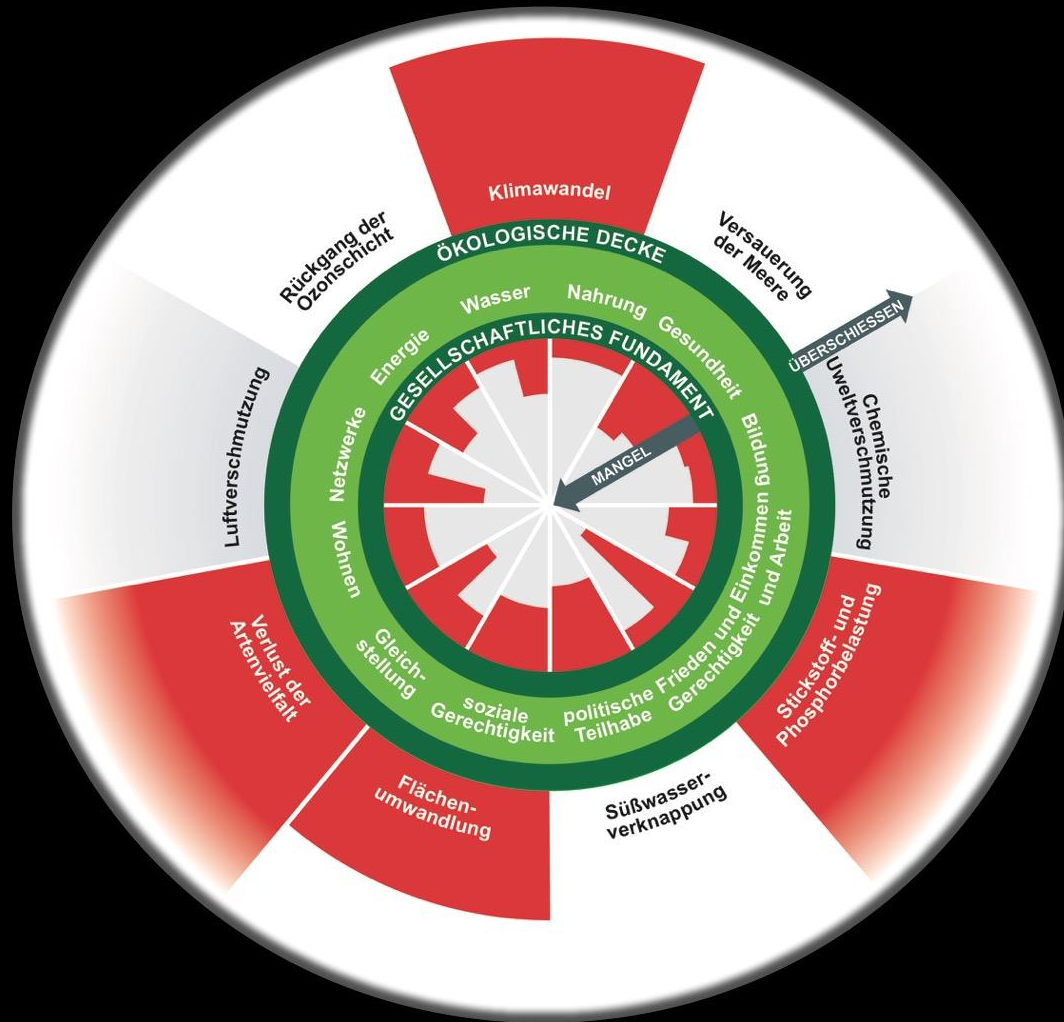 Klimawandel
Versauerung
der Meere
ÜBERSCHIESSEN
Chemische
Uweltverschmutzung
Stickstoff- und
Phosphorbelastung
Süßwasser-
verknappung
Flächen-
umwandlung
Verlust der
Artenvielfalt
Luftverschmutzung
Rückgang der
Ozonschicht
ÖKOLOGISCHE DECKE
Wasser
Nahrung
Gesundheit
Bildung
Einkommen
und Arbeit
Frieden und
Gerechtigkeit
politische
Teilhabe
soziale
Gerechtigkeit
Gleich-
stellung
Wohnen
Netzwerke
Energie
GESELLSCHAFTLICHES FUNDAMENT
MANGEL